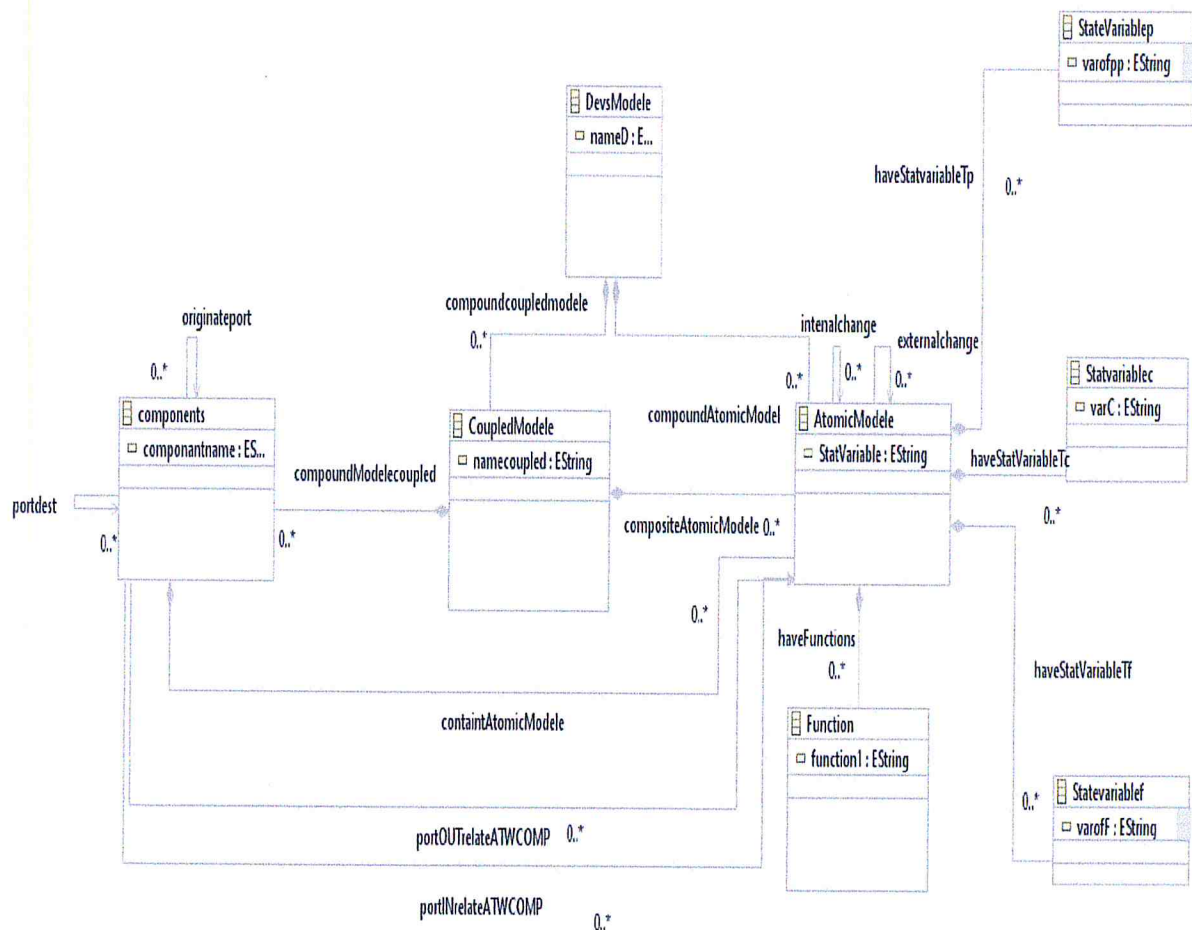 StateVariablep
varofpp : EString
DevsModele
nameD : E...
haveStatvariableTp
0..*
compoundcoupledmodele
0..*
originateport
0..*
intenalchange
0..*
externalchange
0..*
0..*
Statvariablec
varC : EString
components
componantname : ES...
CoupledModele
namecoupled : EString
compoundAtomicModel
AtomicModele
StatVariable : EString
compoundModelecoupled
haveStatVariableTc
0..*
portdest
0..*
0..*
compositeAtomicModele 0..*
0..*
haveFunctions
0..*
haveStatVariableTf
0..*
containtAtomicModele
Function
function1 : EString
Statevariablef
varofF : EString
portOUTrelateATWCOMP 0..*
portINrelateATWCOMP
0..*